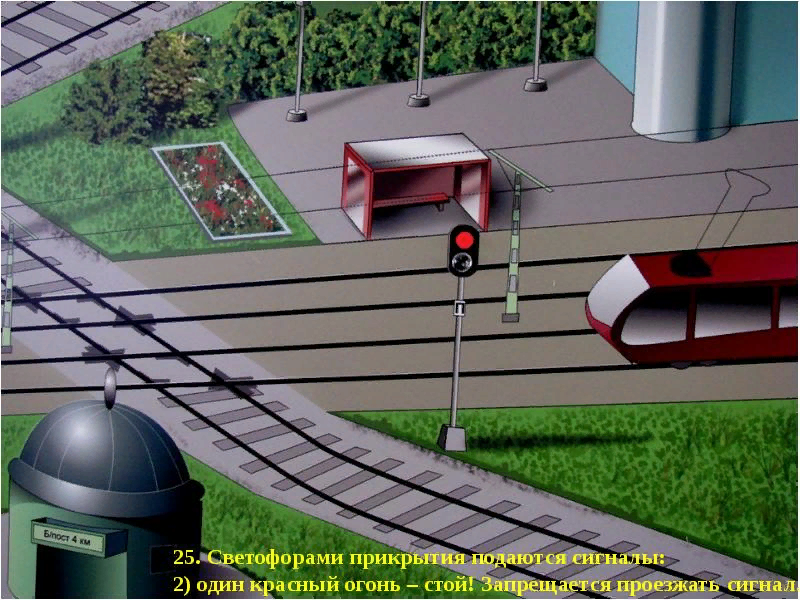 П
Б/пост 4 км
25. Светофорами прикрытия подаются сигналы:
2) один красный огонь – стой! Запрещается проезжать сигнал.